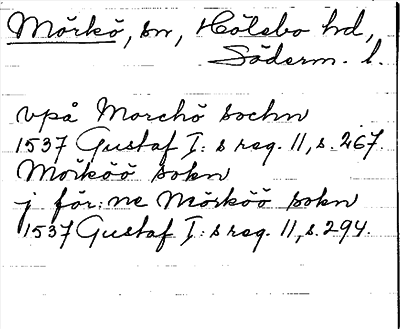 Mörkö, sn, Hölebo hd,
Söderm. l.
vpå Morchö sochn
1537 Gustaf I:s reg. 11, s. 267.
Mörköö sokn
j för:ne Mörköö sokn
1537 Gustaf I:s reg. 11, s. 294.